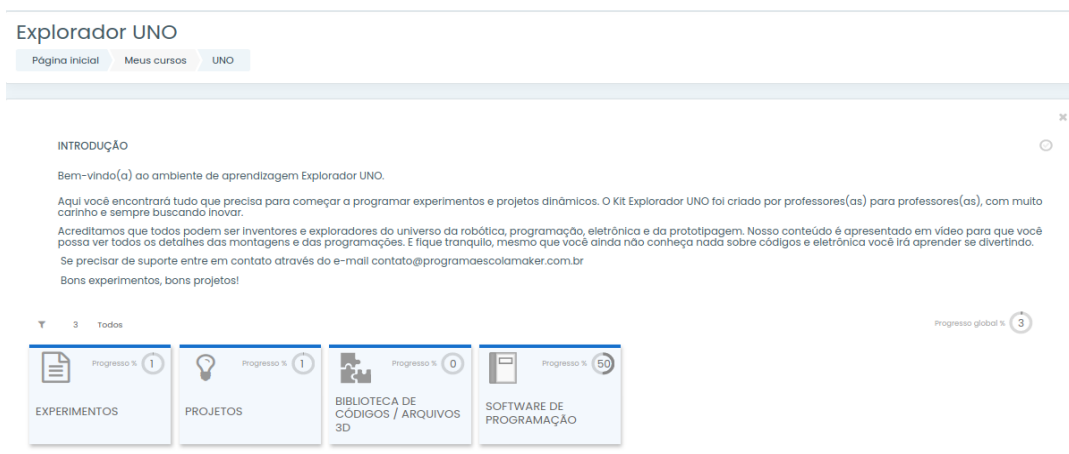 Explorador UNO
Página inicial Meus cursos UNO
INTRODUÇÃO
Bem-vindo(a) ao ambiente de aprendizagem Explorador UNO.
Aqui você encontrará tudo que precisa para começar a programar experimentos e projetos dinâmicos. O Kit Explorador UNO foi criado por professores(as) para professores(as), com muito
carinho e sempre buscando inovar.
Acreditamos que todos podem ser inventores e exploradores do universo da robótica, programação, eletrônica e da prototipagem. Nosso conteúdo é apresentado em vídeo para que você
possa ver todos os detalhes das montagens e das programações. E fique tranquilo, mesmo que você ainda não conheça nada sobre códigos e eletrônica você irá aprender se divertindo.
Se precisar de suporte entre em contato através do e-mail contato@programaescolamaker.com.br
Bons experimentos, bons projetos!
3 Todos
Progresso global % 3
Progresso % 1
EXPERIMENTOS
Progresso % 1
PROJETOS
Progresso % 0
BIBLIOTECA DE
CÓDIGOS / ARQUIVOS
3D
Progresso % 50
SOFTWARE DE
PROGRAMAÇÃO